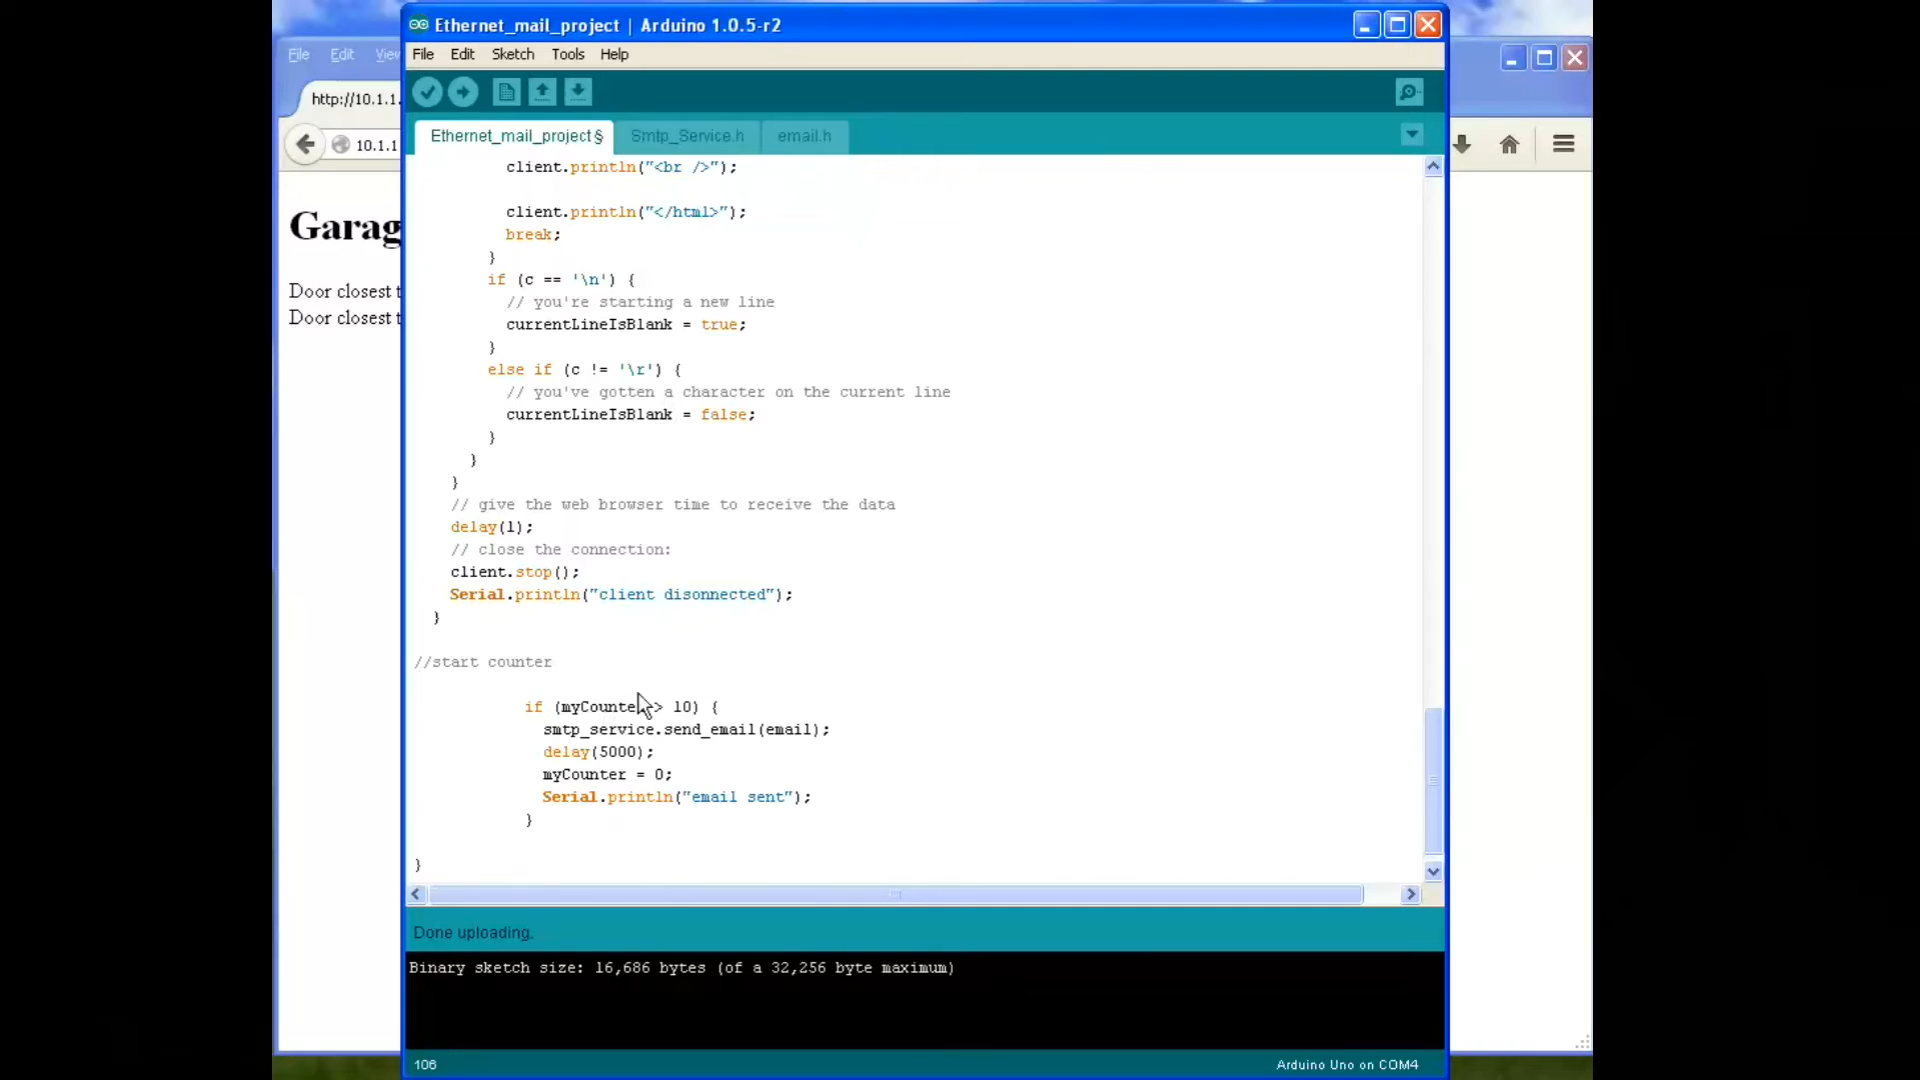 Ethernet_mail_project | Arduino 1.0.5-r2
File Edit Sketch Tools Help
File Edit View
http://10.1.1.
10.1.1
Ethernet_mail_project§ Smtp_Service.h email.h
Garag
Door closest t
Door closest t
client.println("<br />");
client.println("</html>");
break;
}
if (c == '\n') {
// you're starting a new line
currentLineIsBlank = true;
}
else if (c != '\r') {
// you've gotten a character on the current line
currentLineIsBlank = false;
}
}
}
// give the web browser time to receive the data
delay(1);
// close the connection:
client.stop();
Serial.println("client disonnected");
}
//start counter
if (myCounter > 10) {
smtp_service.send_email(email);
delay(5000);
myCounter = 0;
Serial.println("email sent");
}
}
Done uploading.
Binary sketch size: 16,686 bytes (of a 32,256 byte maximum)
106
Arduino Uno on COM4